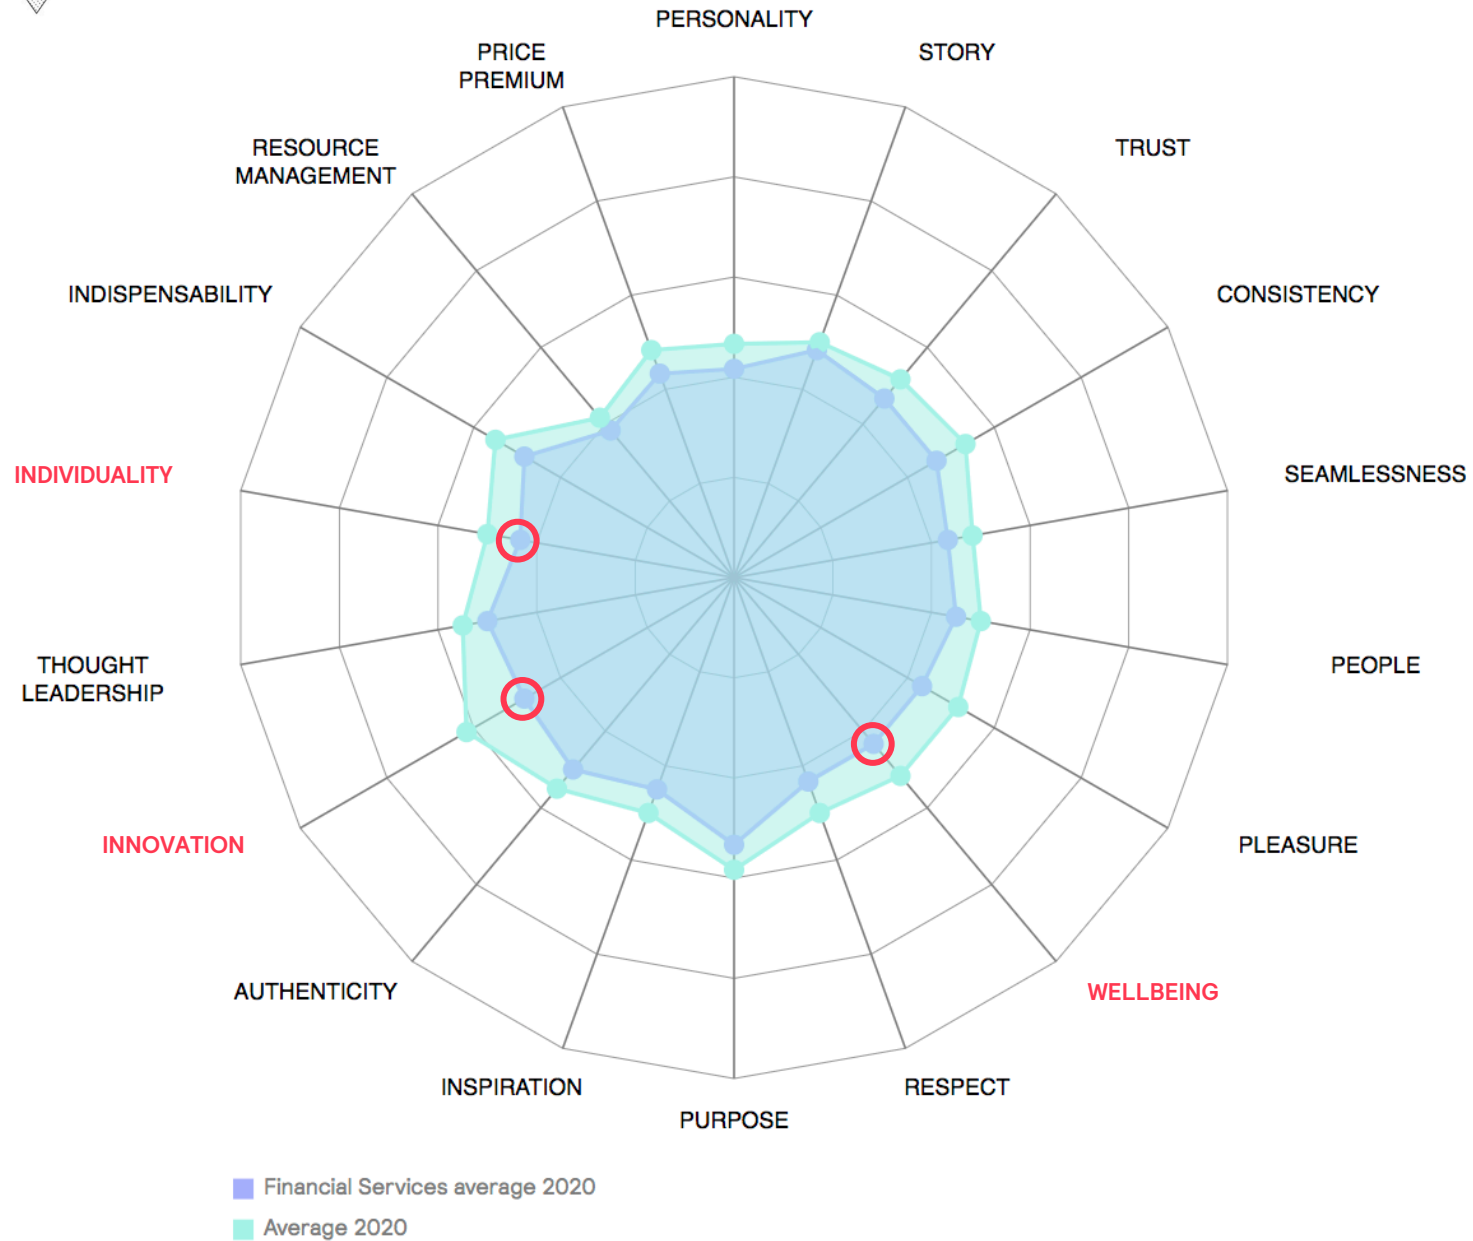 PERSONALITY
STORY
PRICE
PREMIUM
TRUST
RESOURCE
MANAGEMENT
INDISPENSABILITY
CONSISTENCY
INDIVIDUALITY
SEAMLESSNESS
THOUGHT
LEADERSHIP
PEOPLE
INNOVATION
PLEASURE
AUTHENTICITY
WELLBEING
INSPIRATION
RESPECT
PURPOSE
Financial Services average 2020
Average 2020